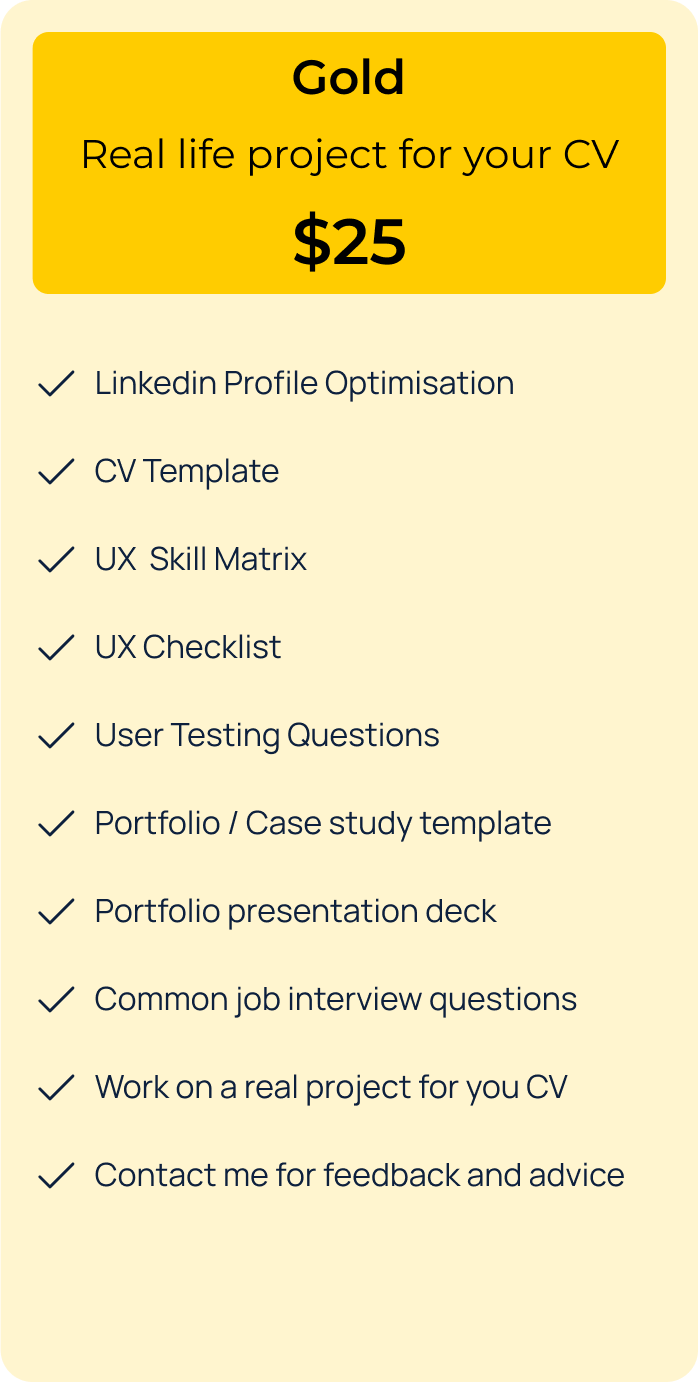 Gold
Real life project for your CV
$25
Linkedin Profile Optimisation
CV Template
UX  Skill Matrix
UX Checklist
User Testing Questions
Portfolio / Case study template
Portfolio presentation deck
Common job interview questions
Work on a real project for you CV
Contact me for feedback and advice